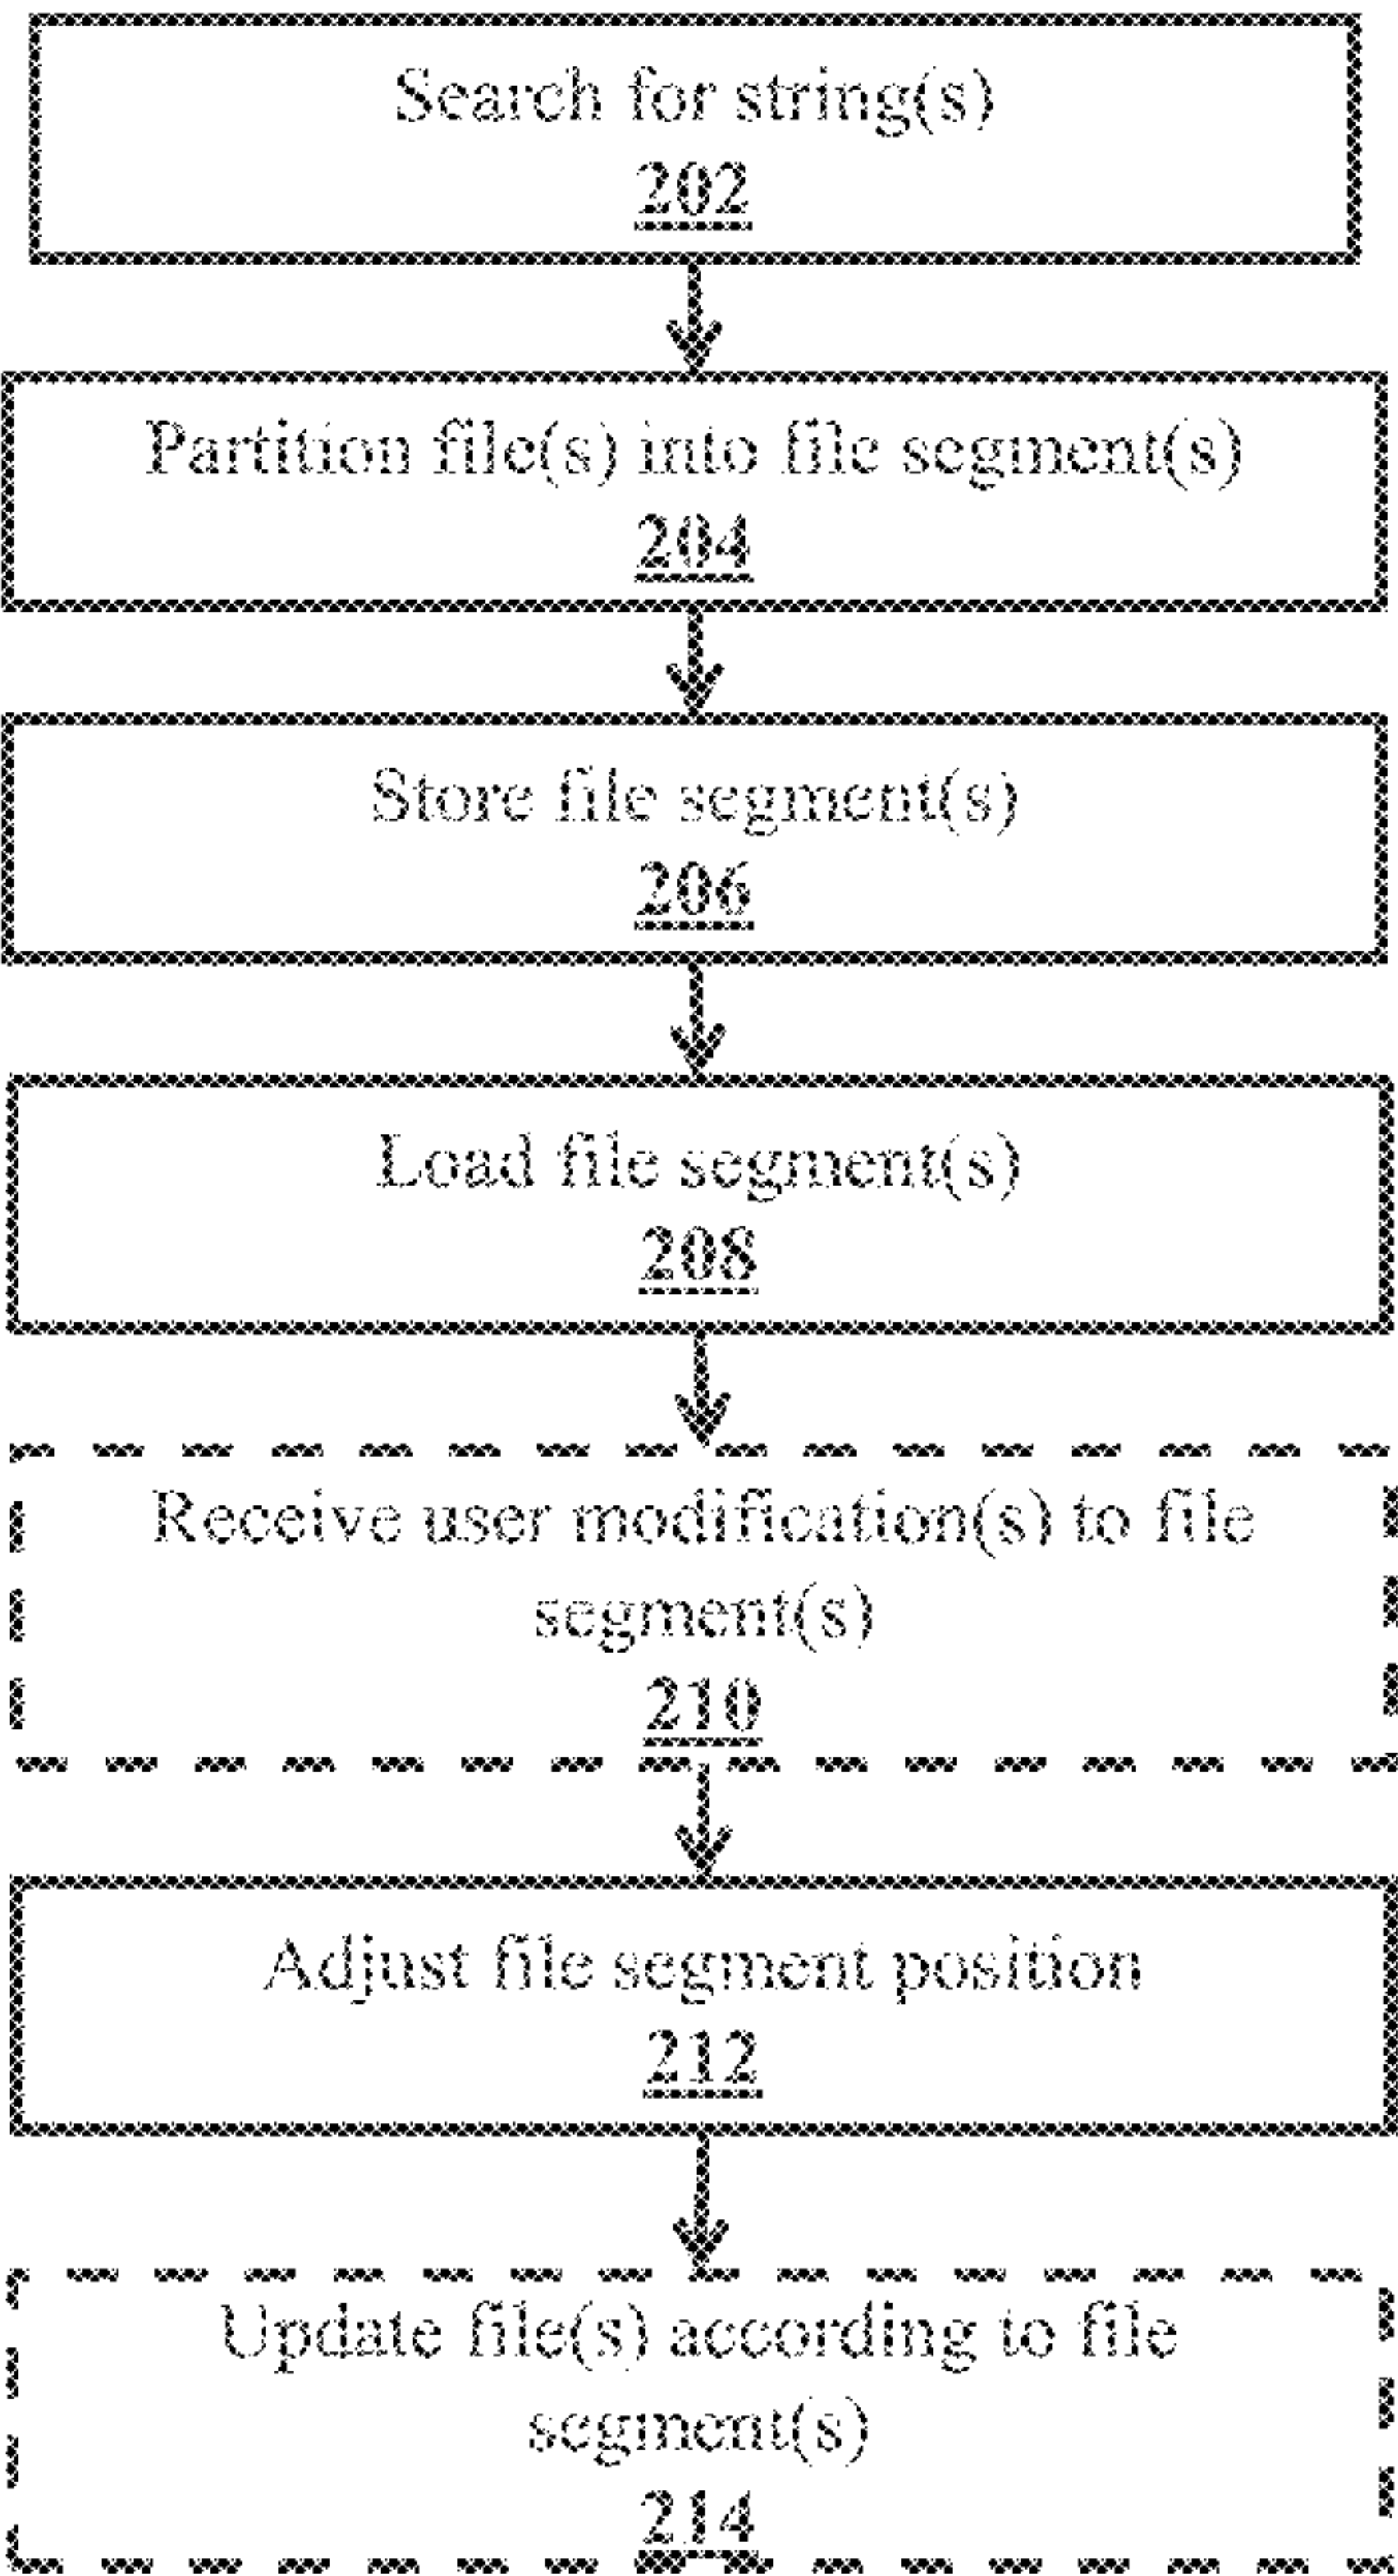 Search for string(s)
202
Partition file(s) into file segment(s)
204
Store file segment(s)
206
Load file segment(s)
208
Receive user modification(s) to file
segment(s)
210
Adjust file segment position
212
Update file(s) according to file
segment(s)
214